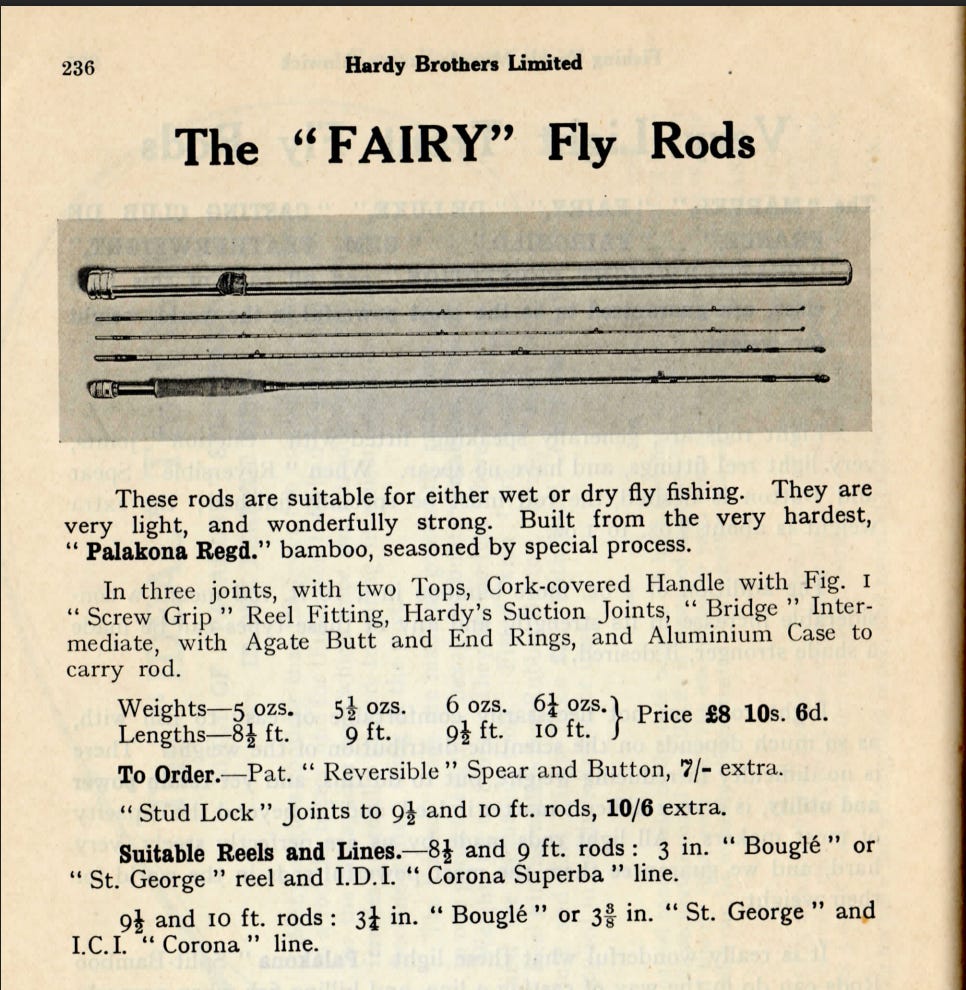 236
Hardy Brothers Limited
The “FAIRY” Fly Rods
These rods are suitable for either wet or dry fly fishing. They are
very light, and wonderfully strong. Built from the very hardest,
“ Palakona Regd.” bamboo, seasoned by special process.
In three joints, with two Tops, Cork-covered Handle with Fig. 1
“ Screw Grip ” Reel Fitting, Hardy’s Suction Joints, “ Bridge ” Inter-
mediate, with Agate Butt and End Rings, and Aluminium Case to
carry rod.
Weights—5 ozs. 5½ ozs. 6 ozs. 6¼ ozs. } Price £8 10s. 6d.
Lengths—8½ ft. 9 ft. 9½ ft. 10 ft.
To Order.—Pat. “ Reversible ” Spear and Button, 7/- extra.
“ Stud Lock ” Joints to 9½ and 10 ft. rods, 10/6 extra.
Suitable Reels and Lines.—8½ and 9 ft. rods : 3 in. “ Bouglé ” or
“ St. George ” reel and I.D.I. “ Corona Superba ” line.
9½ and 10 ft. rods : 3¼ in. “ Bouglé ” or 3⅜ in. “ St. George ” and
I.C.I. “ Corona ” line.